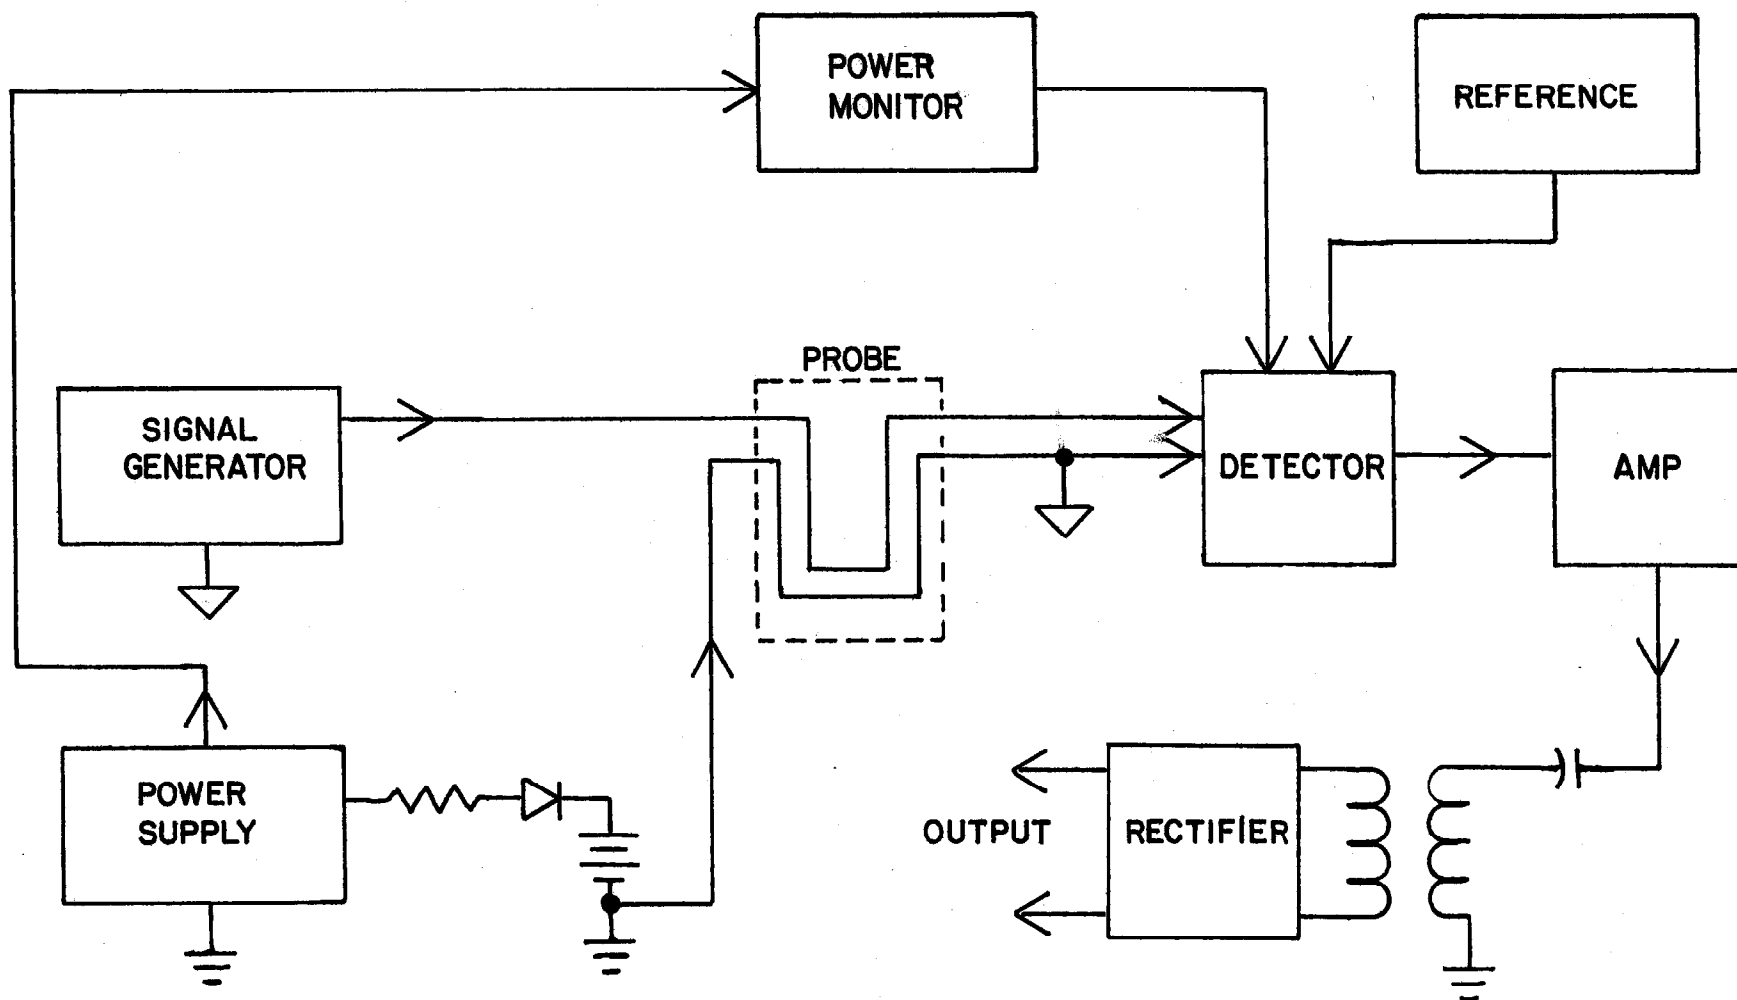 POWER
MONITOR
REFERENCE
PROBE
SIGNAL
GENERATOR
DETECTOR
AMP
POWER
SUPPLY
OUTPUT
RECTIFIER